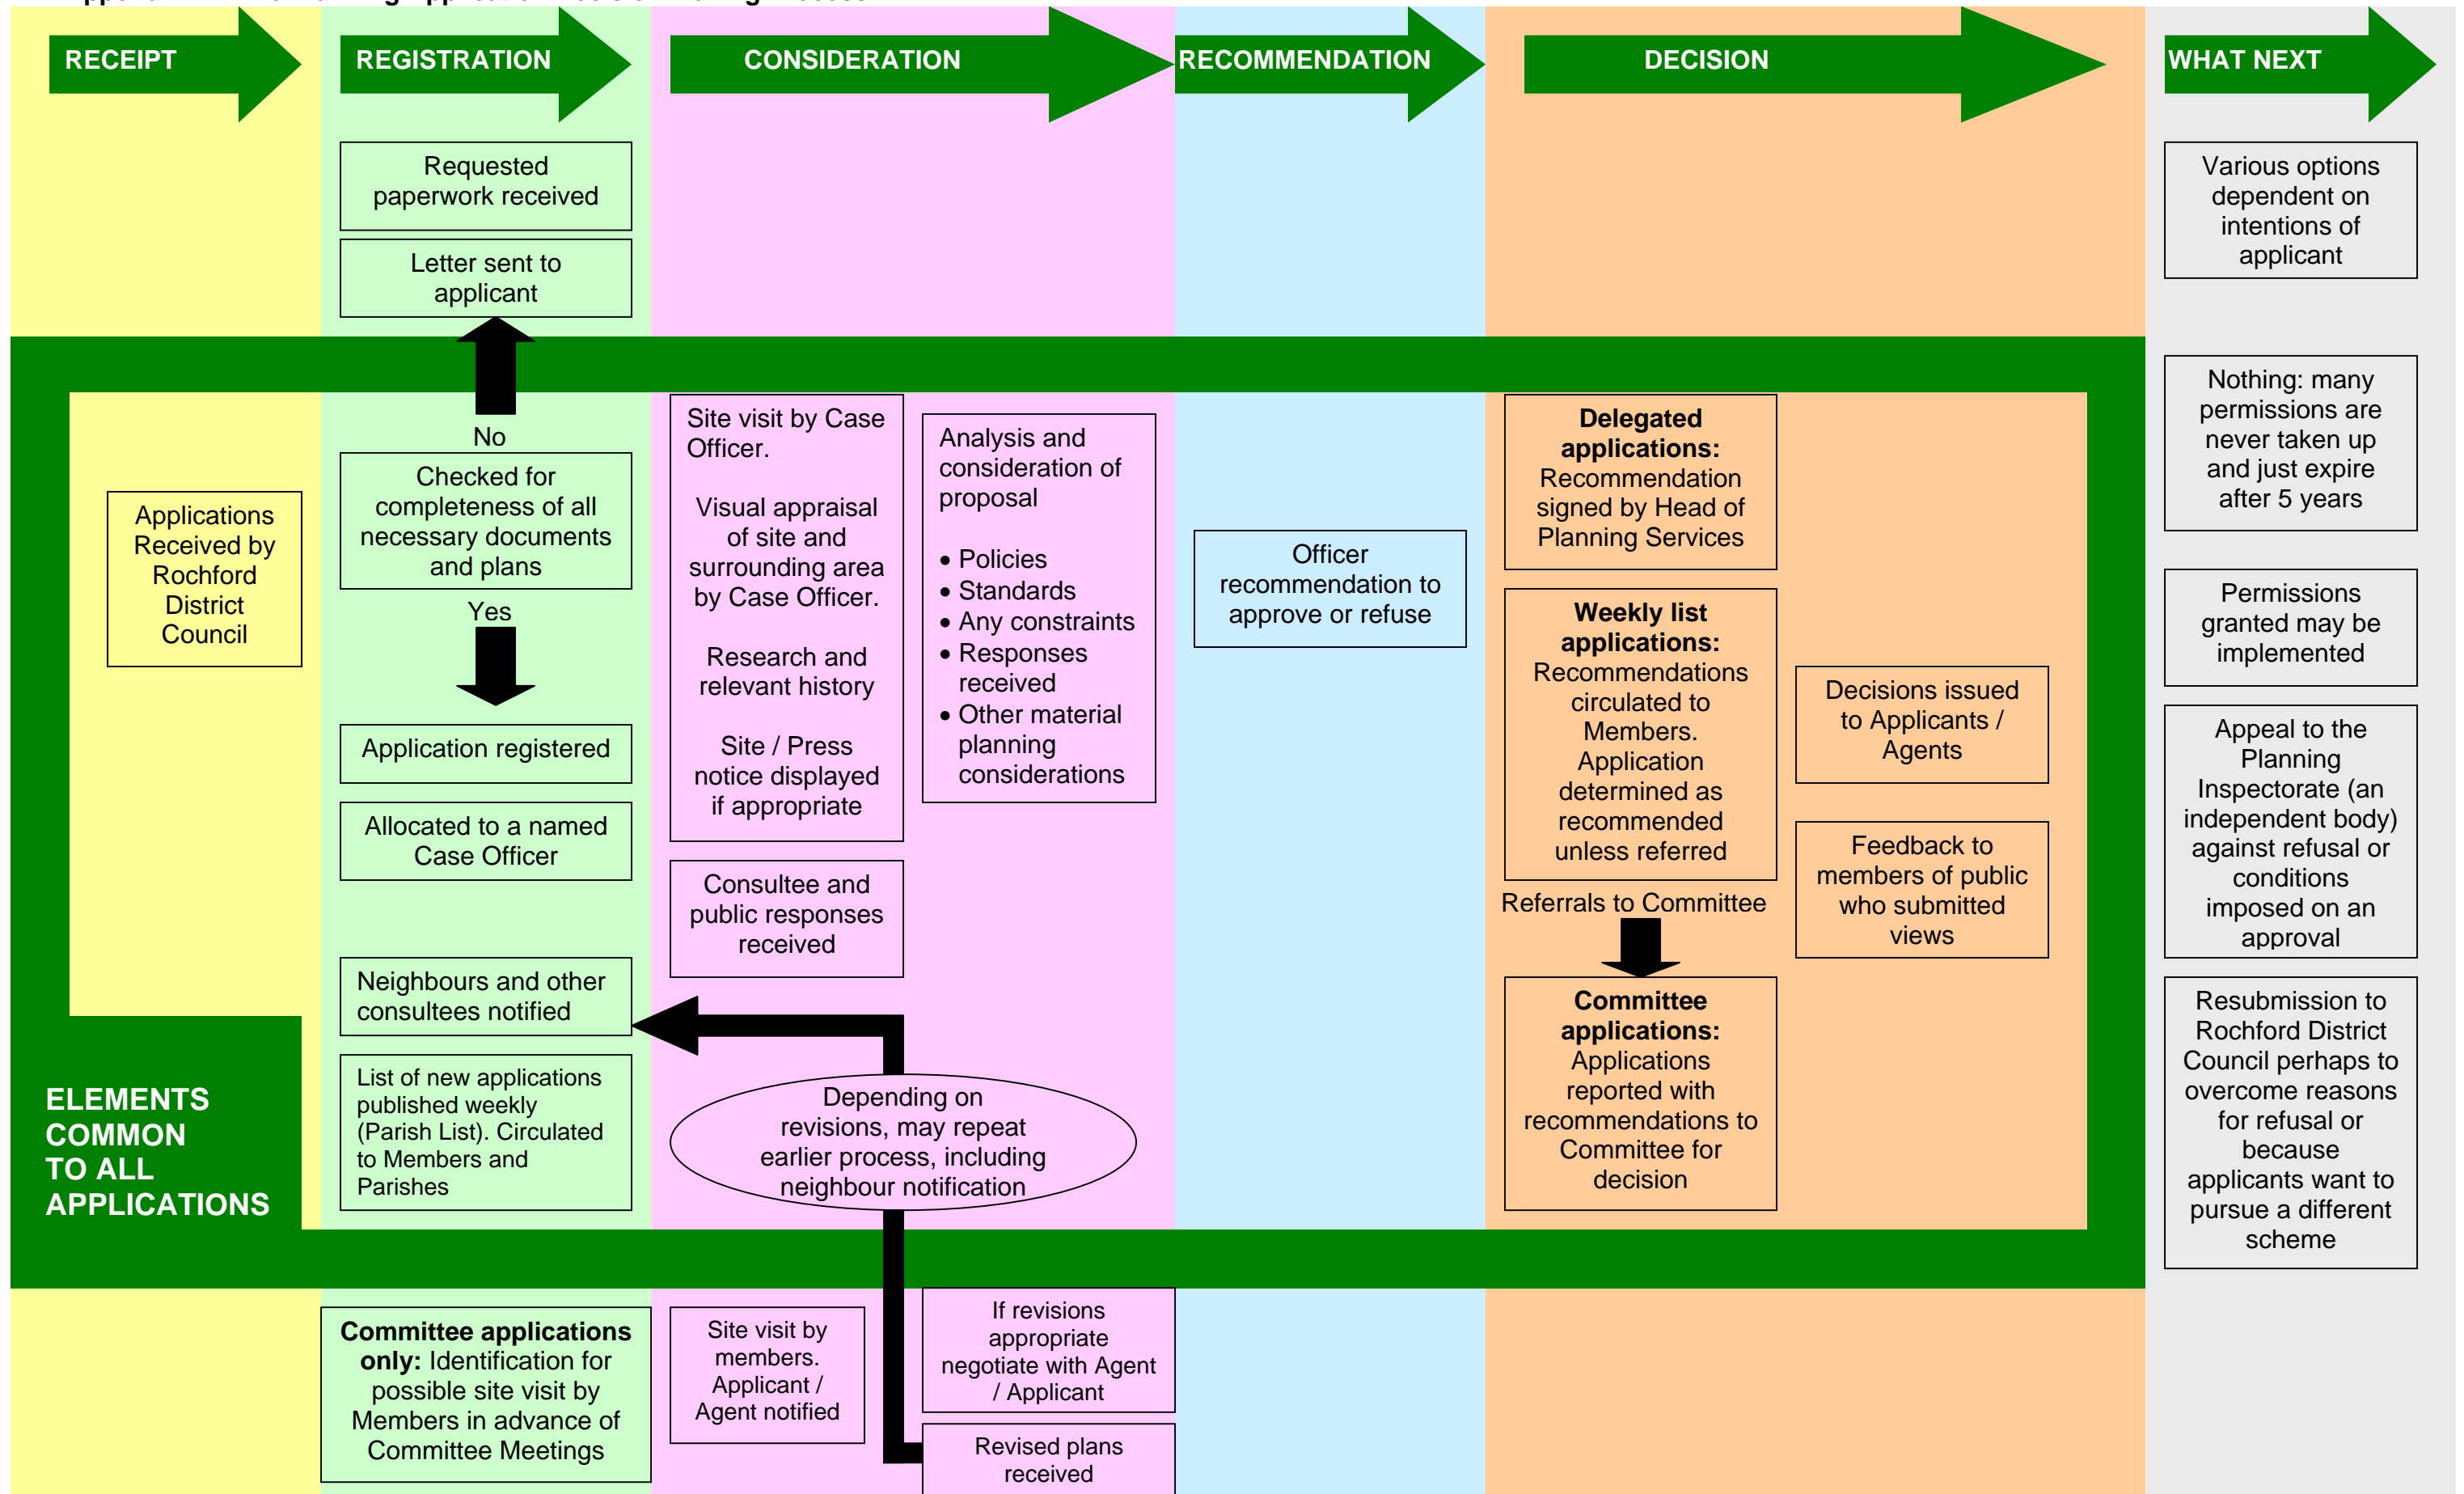 RECEIPT
REGISTRATION
CONSIDERATION
RECOMMENDATION
DECISION
WHAT NEXT
Requested
paperwork received
Letter sent to
applicant
No
Checked for
completeness of all
necessary documents
and plans
Yes
Applications
Received by
Rochford
District
Council
Application registered
Allocated to a named
Case Officer
Neighbours and other
consultees notified
List of new applications
published weekly
(Parish List). Circulated
to Members and
Parishes
ELEMENTS
COMMON
TO ALL
APPLICATIONS
Committee applications
only: Identification for
possible site visit by
Members in advance of
Committee Meetings
Site visit by Case
Officer.
Visual appraisal
of site and
surrounding area
by Case Officer.
Research and
relevant history
Site / Press
notice displayed
if appropriate
Consultee and
public responses
received
Analysis and
consideration of
proposal
• Policies
• Standards
• Any constraints
• Responses
received
• Other material
planning
considerations
Depending on
revisions, may repeat
earlier process, including
neighbour notification
Site visit by
members.
Applicant /
Agent notified
If revisions
appropriate
negotiate with Agent
/ Applicant
Revised plans
received
Officer
recommendation to
approve or refuse
Delegated
applications:
Recommendation
signed by Head of
Planning Services
Weekly list
applications:
Recommendations
circulated to
Members.
Application
determined as
recommended
unless referred
Referrals to Committee
Committee
applications:
Applications
reported with
recommendations to
Committee for
decision
Decisions issued
to Applicants /
Agents
Feedback to
members of public
who submitted
views
Various options
dependent on
intentions of
applicant
Nothing: many
permissions are
never taken up
and just expire
after 5 years
Permissions
granted may be
implemented
Appeal to the
Planning
Inspectorate (an
independent body)
against refusal or
conditions
imposed on an
approval
Resubmission to
Rochford District
Council perhaps to
overcome reasons
for refusal or
because
applicants want to
pursue a different
scheme